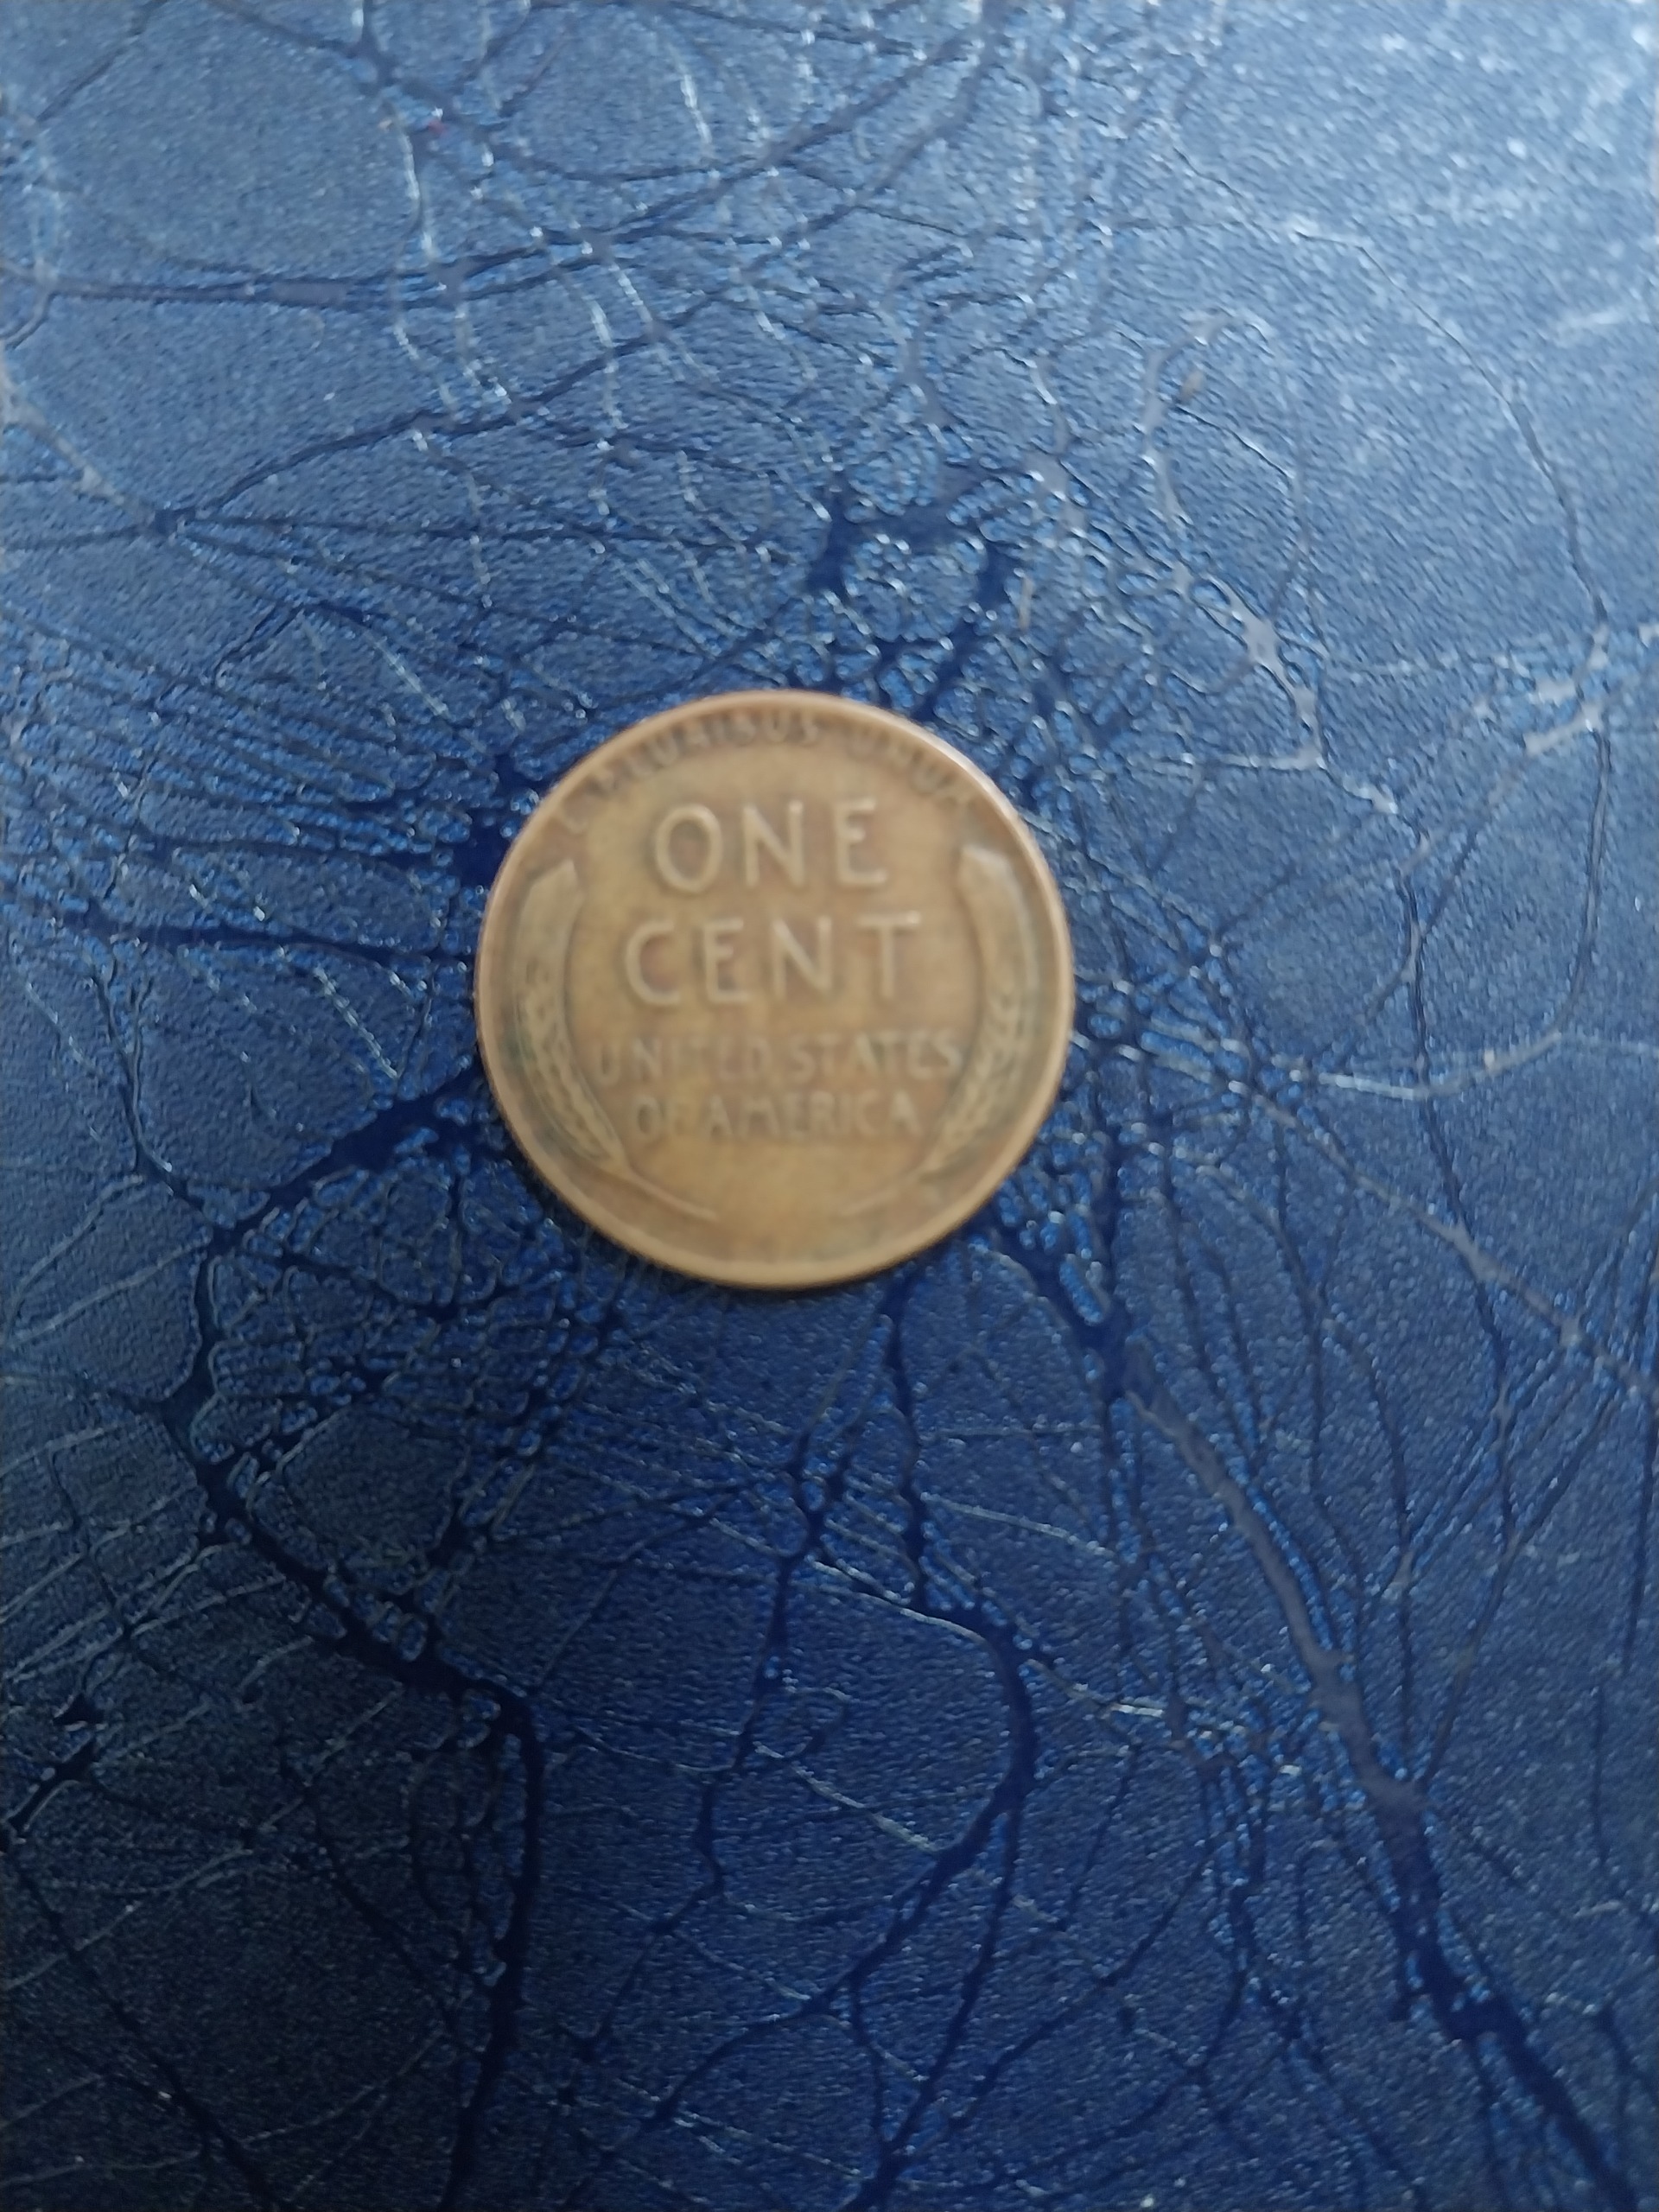 E PLURIBUS UNUM
ONE
CENT
UNITED STATES
OF AMERICA